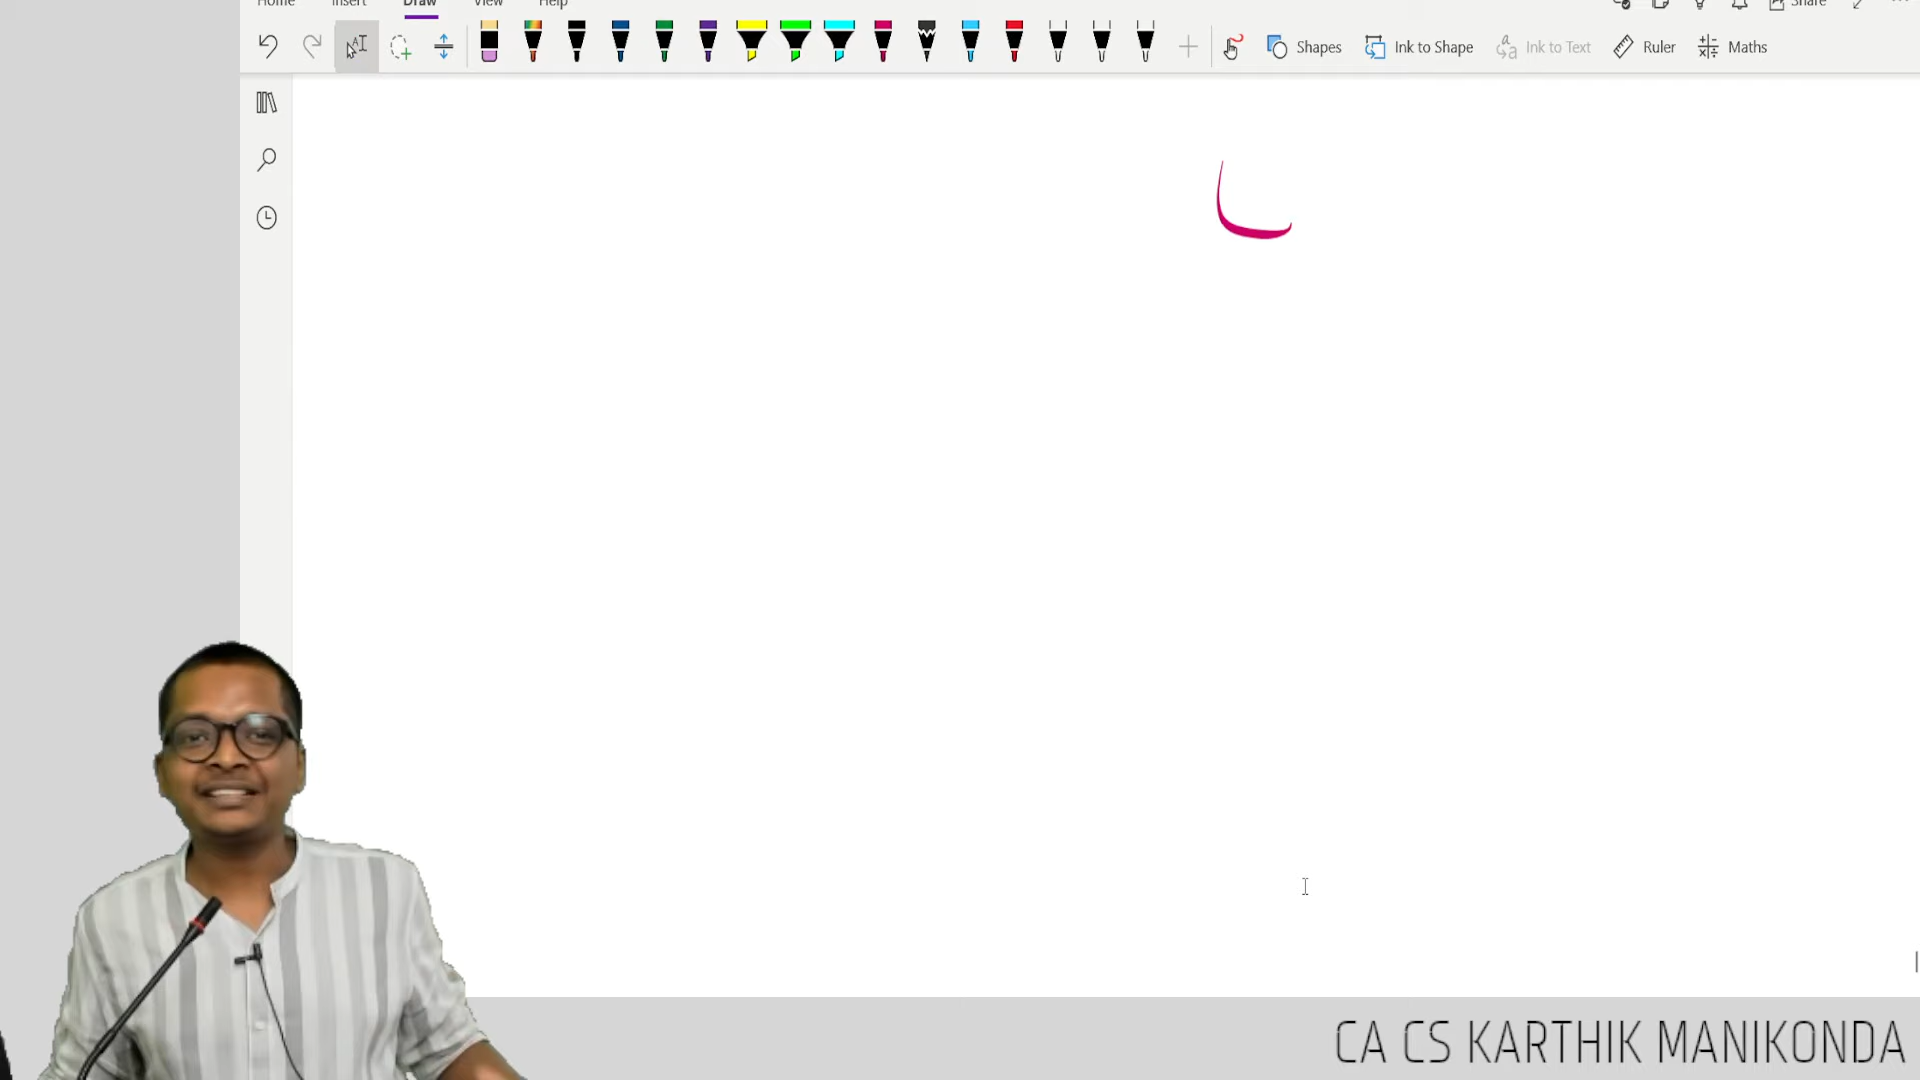 Home Insert Draw View Help Share
Shapes Ink to Shape Ink to Text Ruler Maths
CA CS KARTHIK MANIKONDA